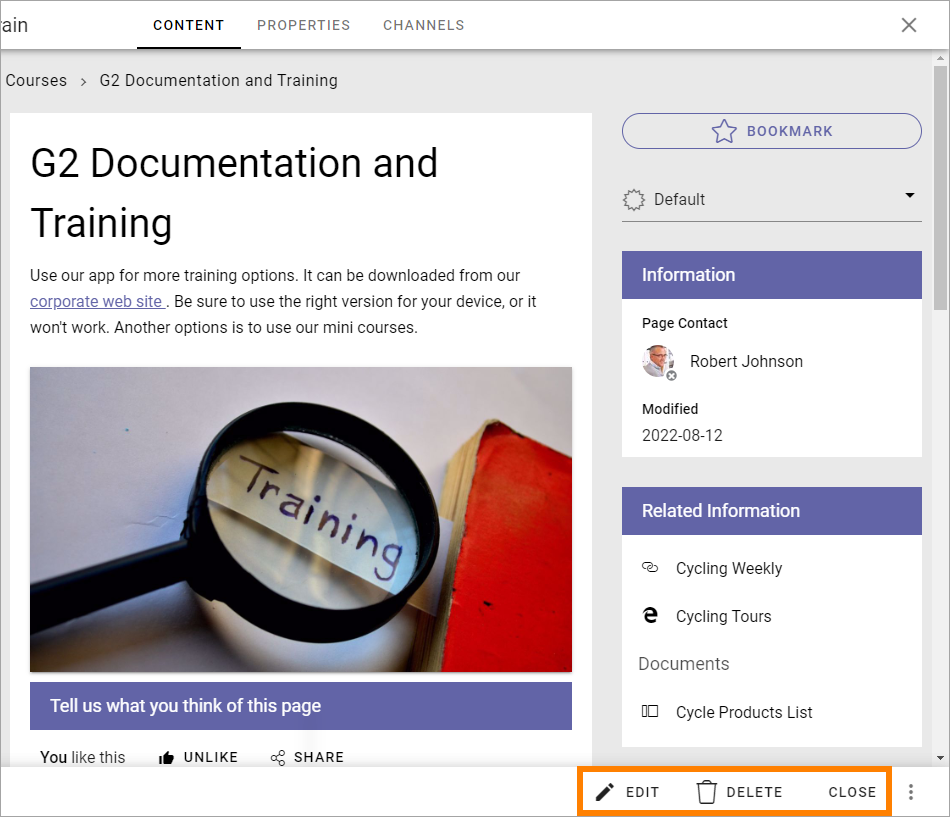 ain
CONTENT PROPERTIES CHANNELS
Courses > G2 Documentation and Training
G2 Documentation and
Training
Use our app for more training options. It can be downloaded from our
corporate web site . Be sure to use the right version for your device, or it
won't work. Another options is to use our mini courses.
Training
Tell us what you think of this page
You like this UNLIKE SHARE
BOOKMARK
Default
Information
Page Contact
Robert Johnson
Modified
2022-08-12
Related Information
Cycling Weekly
Cycling Tours
Documents
Cycle Products List
EDIT DELETE CLOSE